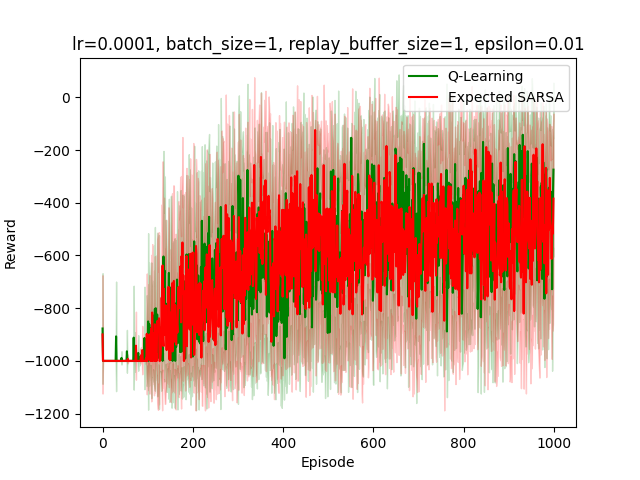 lr=0.0001, batch_size=1, replay_buffer_size=1, epsilon=0.01
Q-Learning
Expected SARSA
0
−200
−400
−600
−800
−1000
−1200
Reward
0 200 400 600 800 1000
Episode